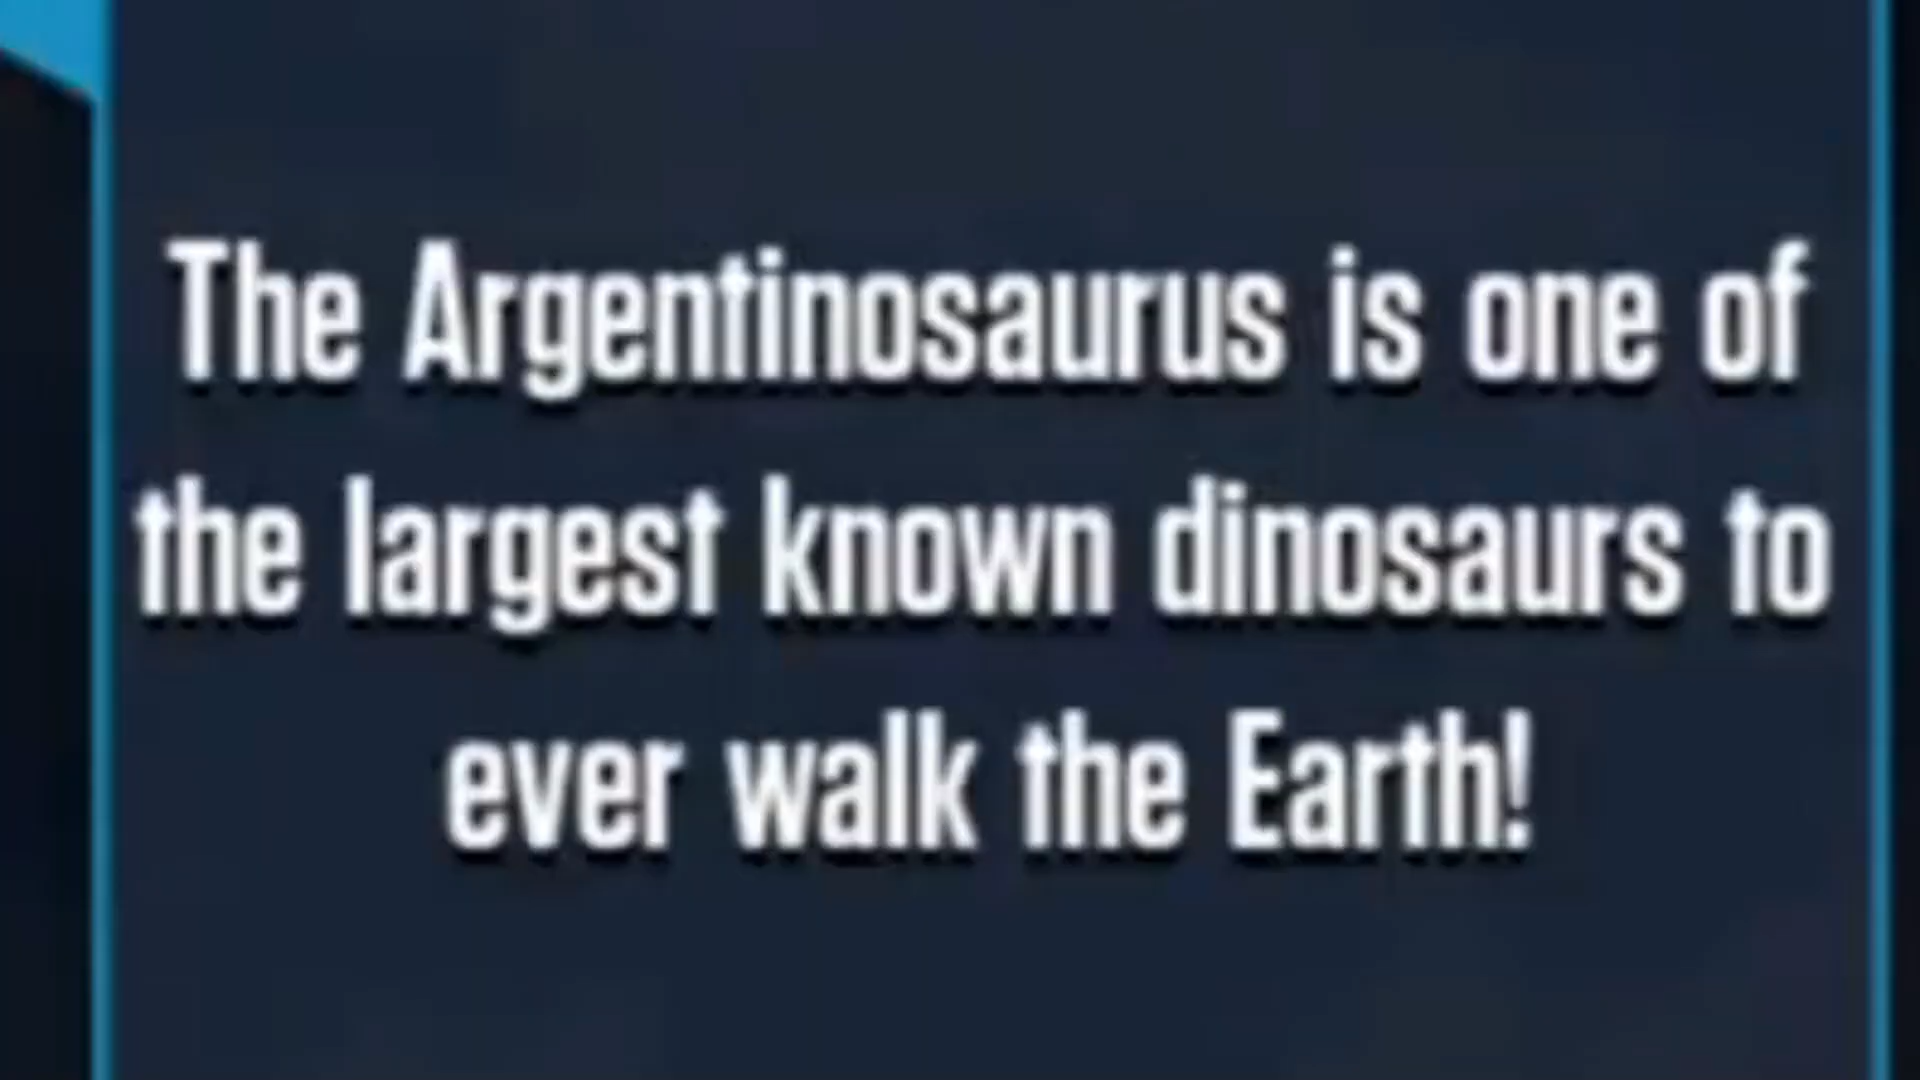 The Argentinosaurus is one of
the largest known dinosaurs to
ever walk the Earth!